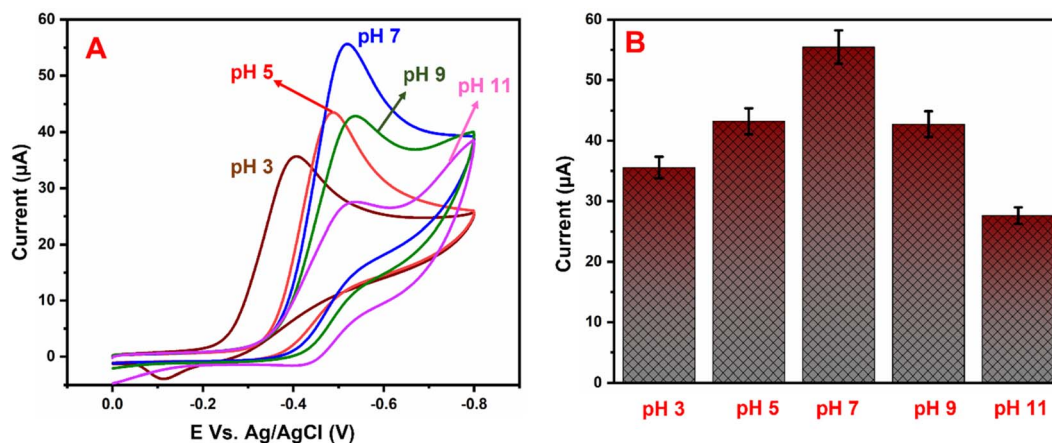 A
60
50
40
30
20
10
0
Current (µA)
pH 7
pH 5
pH 9
pH 11
pH 3
0.0 -0.2 -0.4 -0.6 -0.8
E Vs. Ag/AgCl (V)
B
60
50
40
30
20
10
0
Current (µA)
pH 3 pH 5 pH 7 pH 9 pH 11